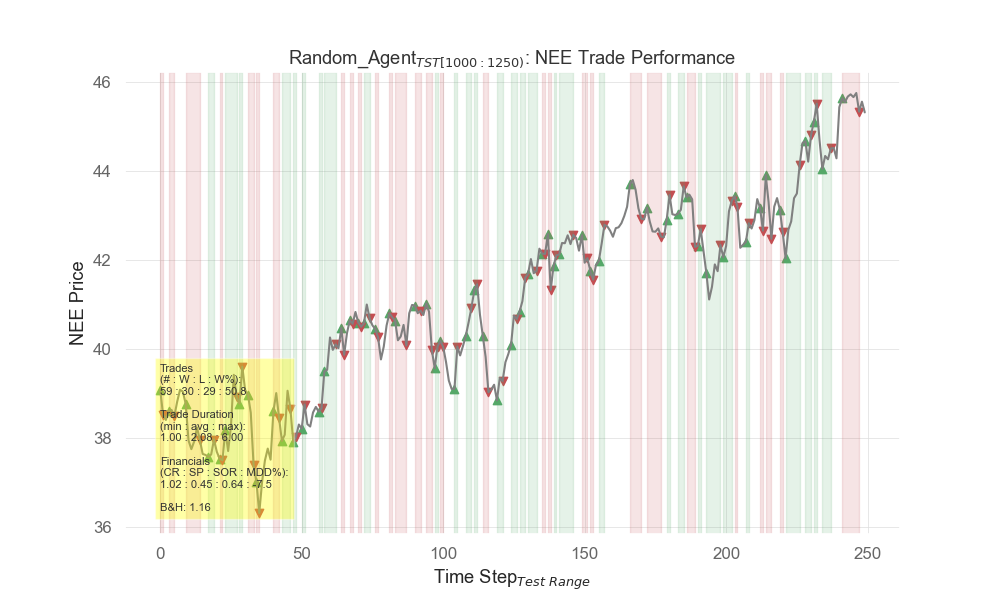 Random_Agent_TST[1000:1250): NEE Trade Performance
46
44
42
40
38
36
NEE Price
Trades
(# : W : L : W%):
59 : 30 : 29 : 50.8
Trade Duration
(min : avg : max):
1.00 : 2.08 : 6.00
Financials
(CR : SP : SOR : MDD%):
1.02 : 0.45 : 0.64 : -7.5
B&H: 1.16
0 50 100 150 200 250
Time Step_Test Range